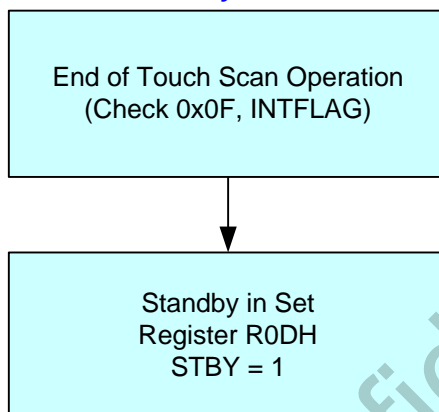 End of Touch Scan Operation
(Check 0x0F, INTFLAG)
Standby in Set
Register R0DH
STBY = 1